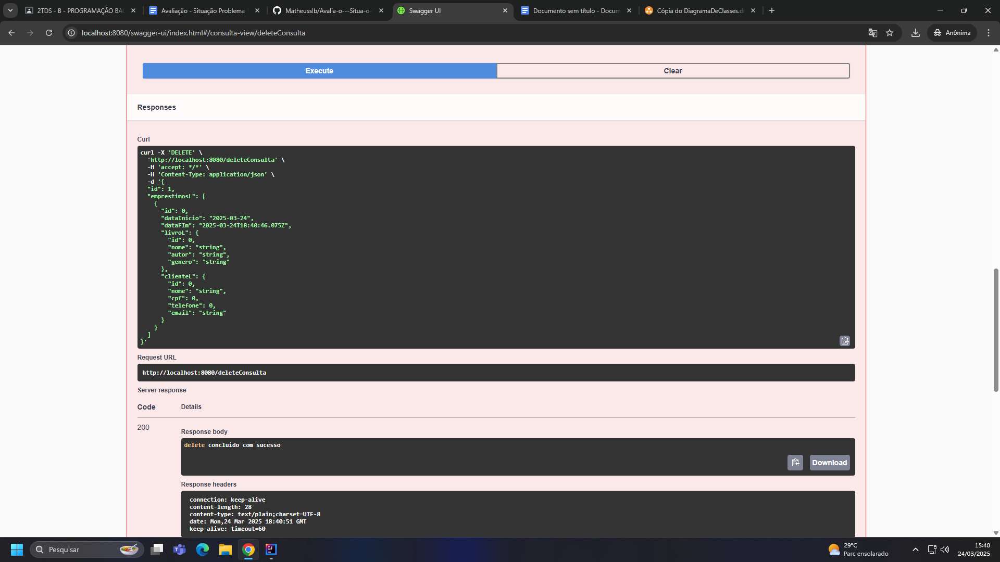 2TDS - B - PROGRAMAÇÃO BA
Avaliação - Situação Problema
Matheusslb/Avalia-o---Situa-o-
Swagger UI
Documento sem título - Docum
Cópia do DiagramaDeClasses.d
localhost:8080/swagger-ui/index.html#/consulta-view/deleteConsulta
Anônima
Execute
Clear
Responses
Curl
curl -X 'DELETE' \
  'http://localhost:8080/deleteConsulta' \
  -H 'accept: */*' \
  -H 'Content-Type: application/json' \
  -d '{
  "id": 1,
  "emprestimosL": [
    {
      "id": 0,
      "dataInicio": "2025-03-24",
      "dataFIm": "2025-03-24T18:40:46.075Z",
      "livroL": {
        "id": 0,
        "nome": "string",
        "autor": "string",
        "genero": "string"
      },
      "clienteL": {
        "id": 0,
        "nome": "string",
        "cpf": 0,
        "telefone": 0,
        "email": "string"
      }
    }
  ]
}'
Request URL
http://localhost:8080/deleteConsulta
Server response
Code Details
200
Response body
delete concluido com sucesso
Download
Response headers
connection: keep-alive
content-length: 28
content-type: text/plain;charset=UTF-8
date: Mon,24 Mar 2025 18:40:51 GMT
keep-alive: timeout=60
Pesquisar
29°C
Parc ensolarado
15:40
24/03/2025